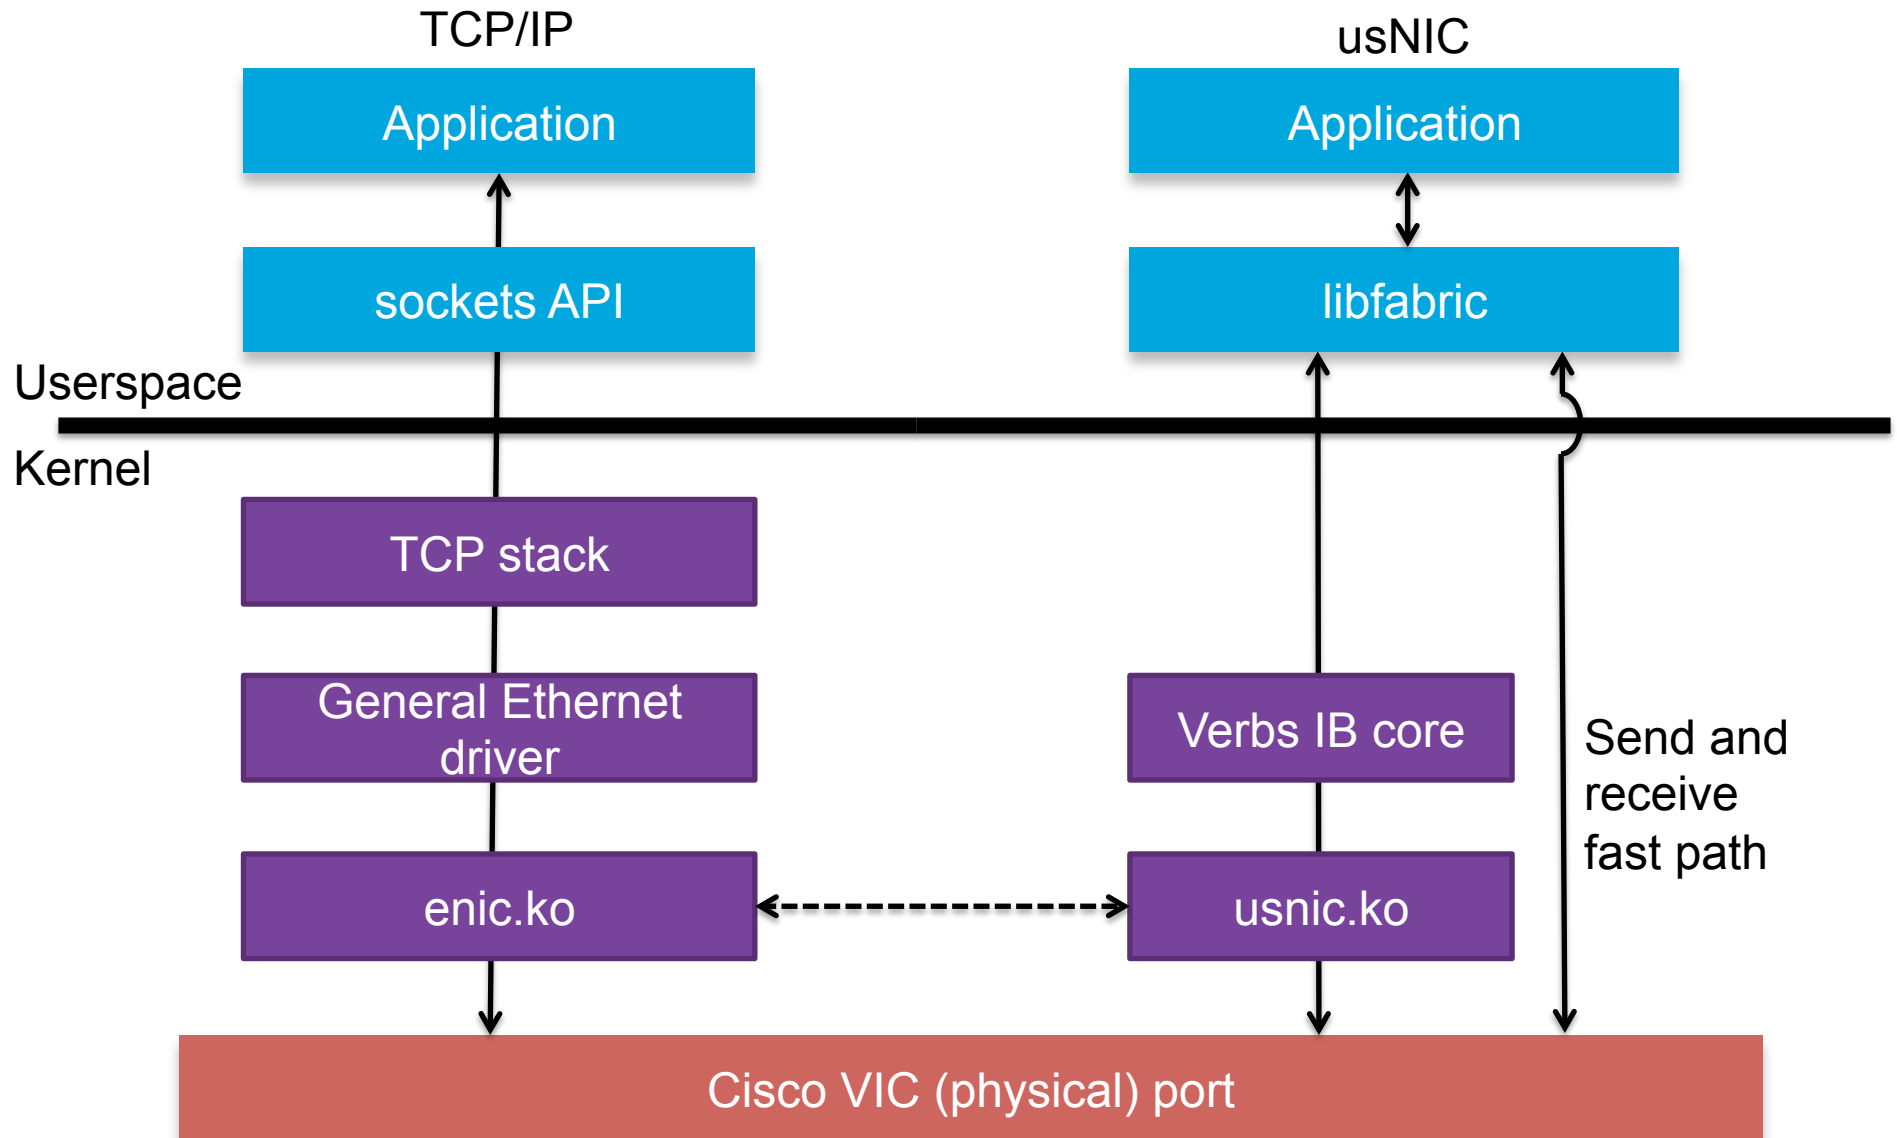 TCP/IP
usNIC
Application
Application
sockets API
libfabric
Userspace
Kernel
TCP stack
General Ethernet
driver
Verbs IB core
Send and
receive
fast path
enic.ko
usnic.ko
Cisco VIC (physical) port